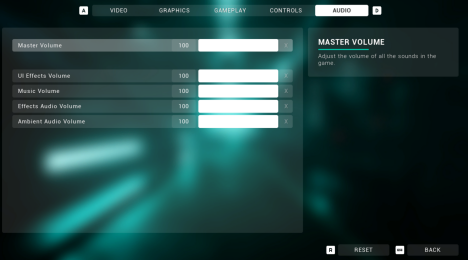 A VIDEO GRAPHICS GAMEPLAY CONTROLS AUDIO D
Master Volume 100 X
MASTER VOLUME
Adjust the volume of all the sounds in the
game.
UI Effects Volume 100 X
Music Volume 100 X
Effects Audio Volume 100 X
Ambient Audio Volume 100 X
R RESET BACK